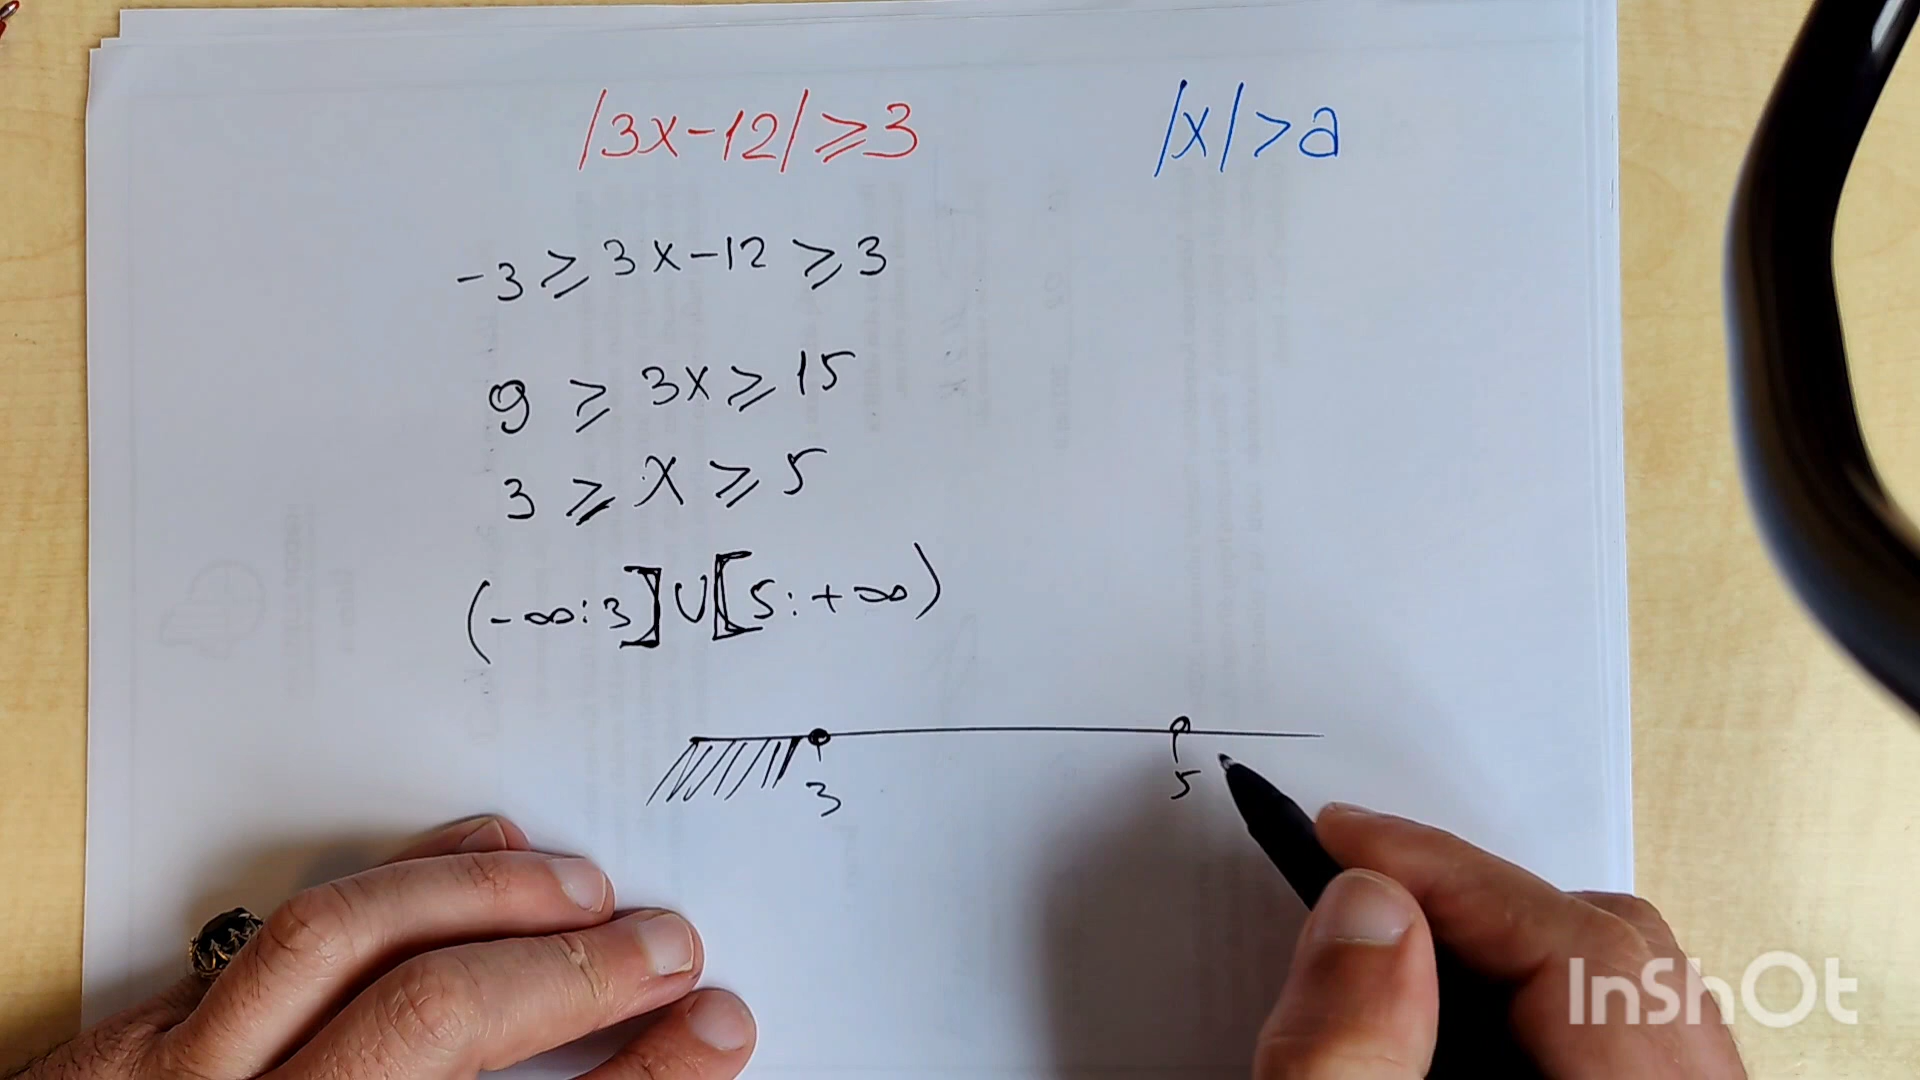 |3x-12|⩾3
|x|>a
-3⩾3x-12⩾3
9⩾3x⩾15
3⩾x⩾5
(-∞:3]∪[5:+∞)
3
5
InShOt